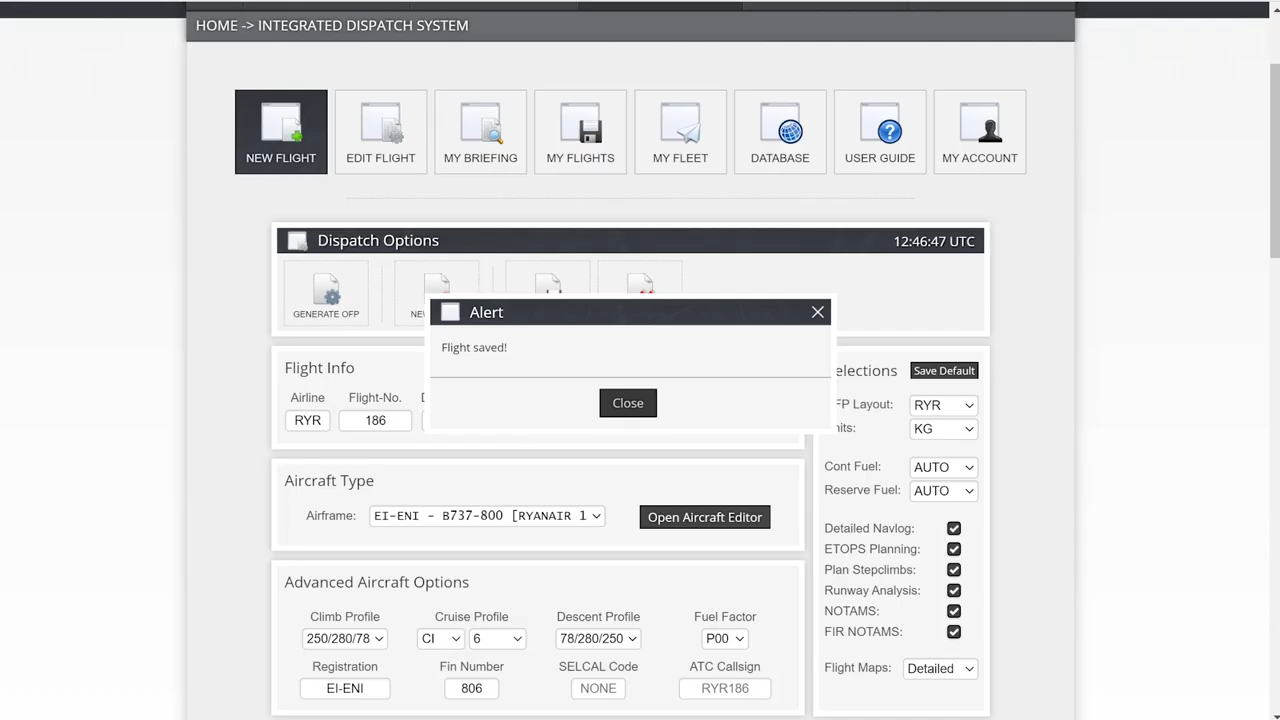 HOME -> INTEGRATED DISPATCH SYSTEM
NEW FLIGHT
EDIT FLIGHT
MY BRIEFING
MY FLIGHTS
MY FLEET
DATABASE
USER GUIDE
MY ACCOUNT
Dispatch Options
12:46:47 UTC
GENERATE OFP
Alert
Flight saved!
Close
Flight Info
Airline
Flight-No.
RYR
186
Save Default
RYR
KG
Cont Fuel:
AUTO
Reserve Fuel:
AUTO
Aircraft Type
Airframe:
EI-ENI - B737-800 [RYANAIR 1
Open Aircraft Editor
Detailed Navlog:
ETOPS Planning:
Plan Stepclimbs:
Runway Analysis:
NOTAMS:
FIR NOTAMS:
Flight Maps:
Detailed
Advanced Aircraft Options
Climb Profile
Cruise Profile
Descent Profile
Fuel Factor
250/280/78
CI
6
78/280/250
P00
Registration
Fin Number
SELCAL Code
ATC Callsign
EI-ENI
806
NONE
RYR186